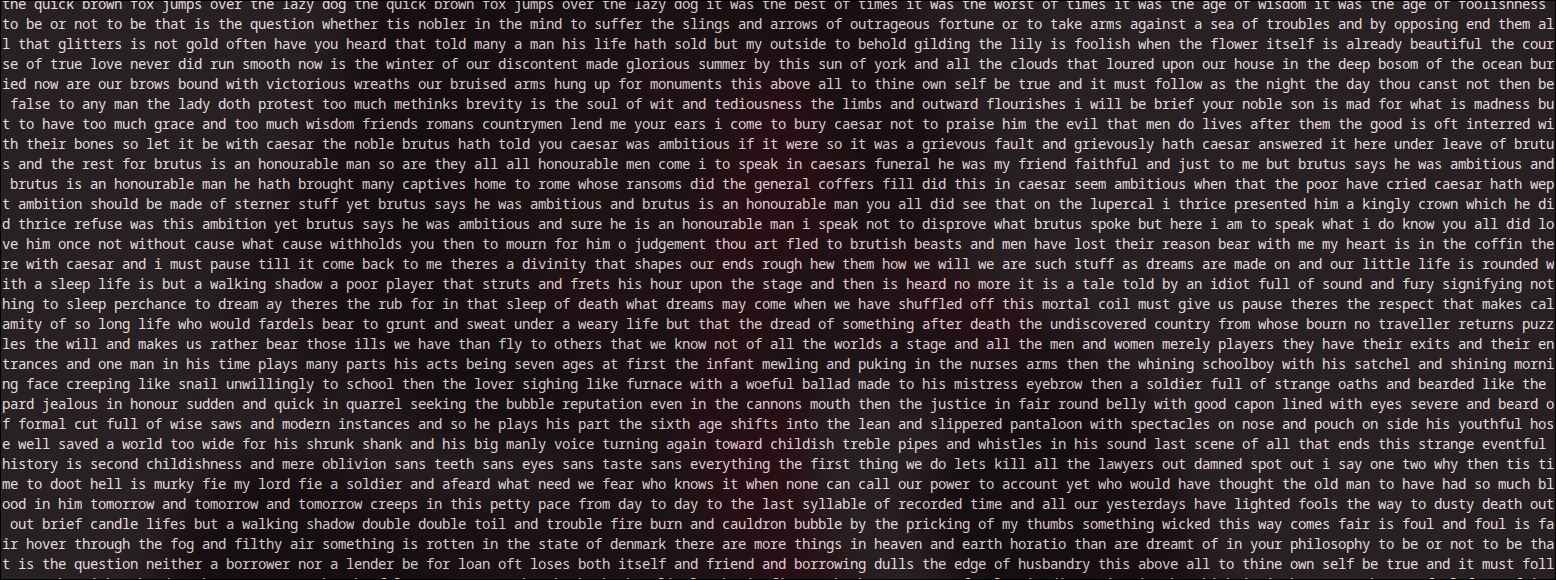 the quick brown fox jumps over the lazy dog the quick brown fox jumps over the lazy dog it was the best of times it was the worst of times it was the age of wisdom it was the age of foolishness
to be or not to be that is the question whether tis nobler in the mind to suffer the slings and arrows of outrageous fortune or to take arms against a sea of troubles and by opposing end them al
l that glitters is not gold often have you heard that told many a man his life hath sold but my outside to behold gilding the lily is foolish when the flower itself is already beautiful the cour
se of true love never did run smooth now is the winter of our discontent made glorious summer by this sun of york and all the clouds that loured upon our house in the deep bosom of the ocean bur
ied now are our brows bound with victorious wreaths our bruised arms hung up for monuments this above all to thine own self be true and it must follow as the night the day thou canst not then be
false to any man the lady doth protest too much methinks brevity is the soul of wit and tediousness the limbs and outward flourishes i will be brief your noble son is mad for what is madness bu
t to have too much grace and too much wisdom friends romans countrymen lend me your ears i come to bury caesar not to praise him the evil that men do lives after them the good is oft interred wi
th their bones so let it be with caesar the noble brutus hath told you caesar was ambitious if it were so it was a grievous fault and grievously hath caesar answered it here under leave of brutu
s and the rest for brutus is an honourable man so are they all all honourable men come i to speak in caesars funeral he was my friend faithful and just to me but brutus says he was ambitious and
brutus is an honourable man he hath brought many captives home to rome whose ransoms did the general coffers fill did this in caesar seem ambitious when that the poor have cried caesar hath wep
t ambition should be made of sterner stuff yet brutus says he was ambitious and brutus is an honourable man you all did see that on the lupercal i thrice presented him a kingly crown which he di
d thrice refuse was this ambition yet brutus says he was ambitious and sure he is an honourable man i speak not to disprove what brutus spoke but here i am to speak what i do know you all did lo
ve him once not without cause what cause withholds you then to mourn for him o judgement thou art fled to brutish beasts and men have lost their reason bear with me my heart is in the coffin the
re with caesar and i must pause till it come back to me theres a divinity that shapes our ends rough hew them how we will we are such stuff as dreams are made on and our little life is rounded w
ith a sleep life is but a walking shadow a poor player that struts and frets his hour upon the stage and then is heard no more it is a tale told by an idiot full of sound and fury signifying not
hing to sleep perchance to dream ay theres the rub for in that sleep of death what dreams may come when we have shuffled off this mortal coil must give us pause theres the respect that makes cal
amity of so long life who would fardels bear to grunt and sweat under a weary life but that the dread of something after death the undiscovered country from whose bourn no traveller returns puzz
les the will and makes us rather bear those ills we have than fly to others that we know not of all the worlds a stage and all the men and women merely players they have their exits and their en
trances and one man in his time plays many parts his acts being seven ages at first the infant mewling and puking in the nurses arms then the whining schoolboy with his satchel and shining morni
ng face creeping like snail unwillingly to school then the lover sighing like furnace with a woeful ballad made to his mistress eyebrow then a soldier full of strange oaths and bearded like the
pard jealous in honour sudden and quick in quarrel seeking the bubble reputation even in the cannons mouth then the justice in fair round belly with good capon lined with eyes severe and beard o
f formal cut full of wise saws and modern instances and so he plays his part the sixth age shifts into the lean and slippered pantaloon with spectacles on nose and pouch on side his youthful hos
e well saved a world too wide for his shrunk shank and his big manly voice turning again toward childish treble pipes and whistles in his sound last scene of all that ends this strange eventful
history is second childishness and mere oblivion sans teeth sans eyes sans taste sans everything the first thing we do lets kill all the lawyers out damned spot out i say one two why then tis ti
me to doot hell is murky fie my lord fie a soldier and afeard what need we fear who knows it when none can call our power to account yet who would have thought the old man to have had so much bl
ood in him tomorrow and tomorrow and tomorrow creeps in this petty pace from day to day to the last syllable of recorded time and all our yesterdays have lighted fools the way to dusty death out
out brief candle lifes but a walking shadow double double toil and trouble fire burn and cauldron bubble by the pricking of my thumbs something wicked this way comes fair is foul and foul is fa
ir hover through the fog and filthy air something is rotten in the state of denmark there are more things in heaven and earth horatio than are dreamt of in your philosophy to be or not to be tha
t is the question neither a borrower nor a lender be for loan oft loses both itself and friend and borrowing dulls the edge of husbandry this above all to thine own self be true and it must foll